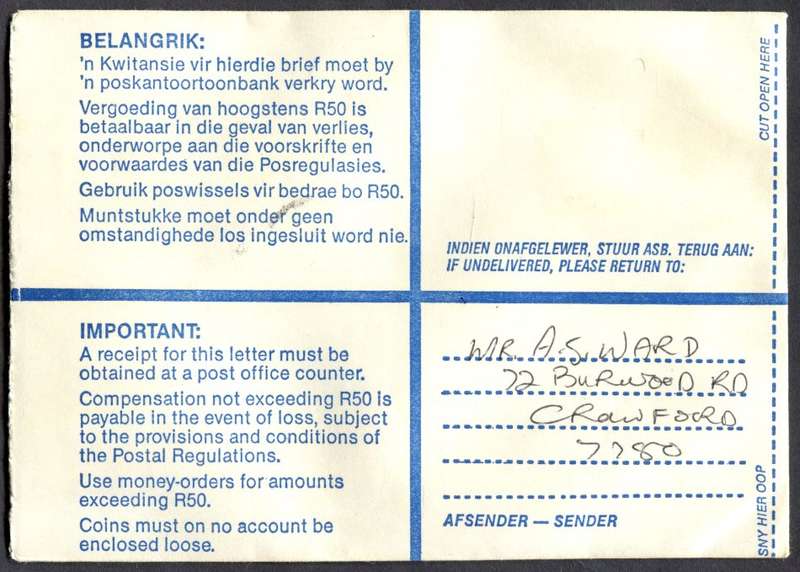 BELANGRIK:
'n Kwitansie vir hierdie brief moet by
'n poskantoortoonbank verkry word.
Vergoeding van hoogstens R50 is
betaalbaar in die geval van verlies,
onderworpe aan die voorskrifte en
voorwaardes van die Posregulasies.
Gebruik poswissels vir bedrae bo R50.
Muntstukke moet onder geen
omstandighede los ingesluit word nie.
CUT OPEN HERE
INDIEN ONAFGELEWER, STUUR ASB. TERUG AAN:
IF UNDELIVERED, PLEASE RETURN TO:
IMPORTANT:
A receipt for this letter must be
obtained at a post office counter.
Compensation not exceeding R50 is
payable in the event of loss, subject
to the provisions and conditions of
the Postal Regulations.
Use money-orders for amounts
exceeding R50.
Coins must on no account be
enclosed loose.
MR. A.S. WARD
72 BURWOOD RD
CRAWFORD
7780
AFSENDER — SENDER
SNY HIER OOP